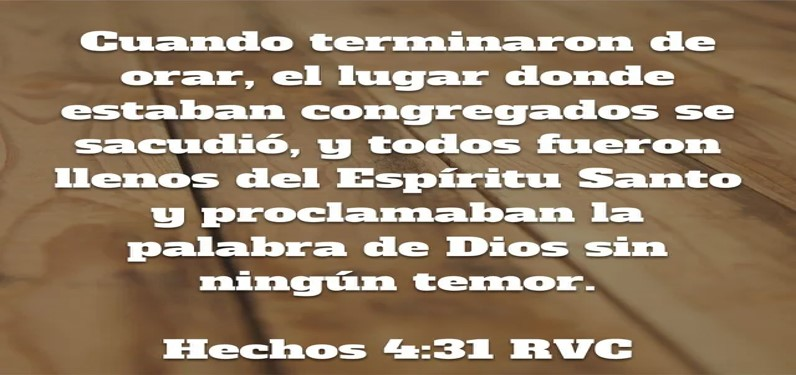 Cuando terminaron de
orar, el lugar donde
estaban congregados se
sacudió, y todos fueron
llenos del Espíritu Santo
y proclamaban la
palabra de Dios sin
ningún temor.
Hechos 4:31 RVC